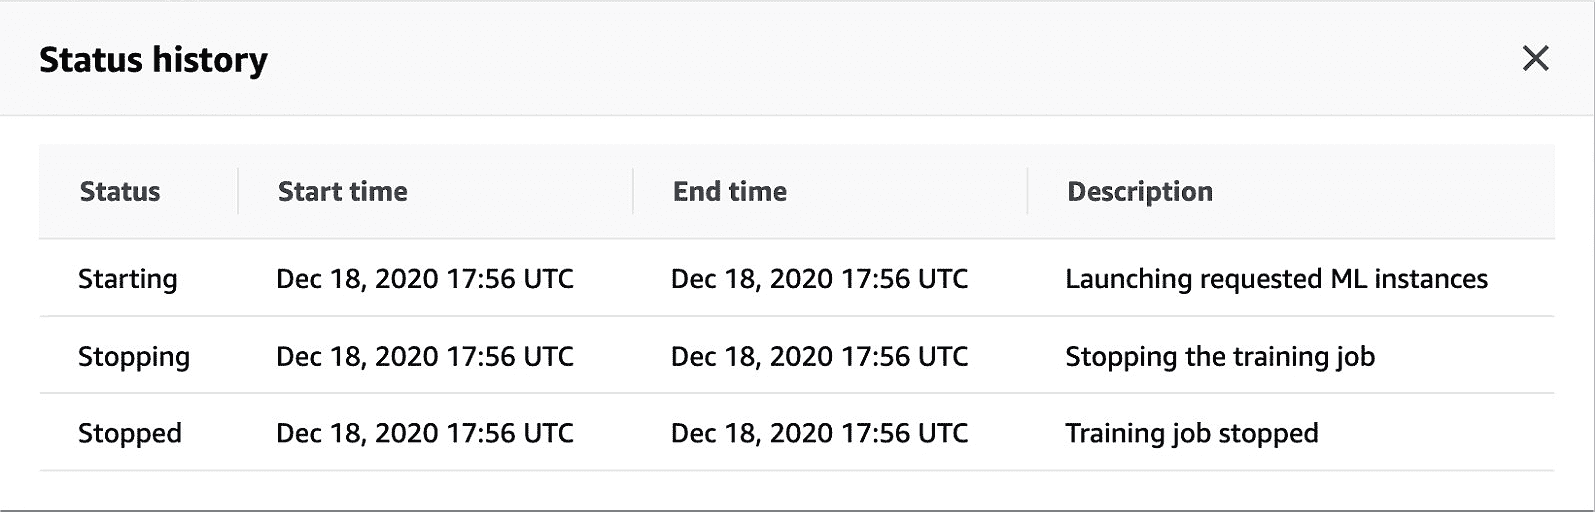 Status history
Status Start time End time Description
Starting Dec 18, 2020 17:56 UTC Dec 18, 2020 17:56 UTC Launching requested ML instances
Stopping Dec 18, 2020 17:56 UTC Dec 18, 2020 17:56 UTC Stopping the training job
Stopped Dec 18, 2020 17:56 UTC Dec 18, 2020 17:56 UTC Training job stopped